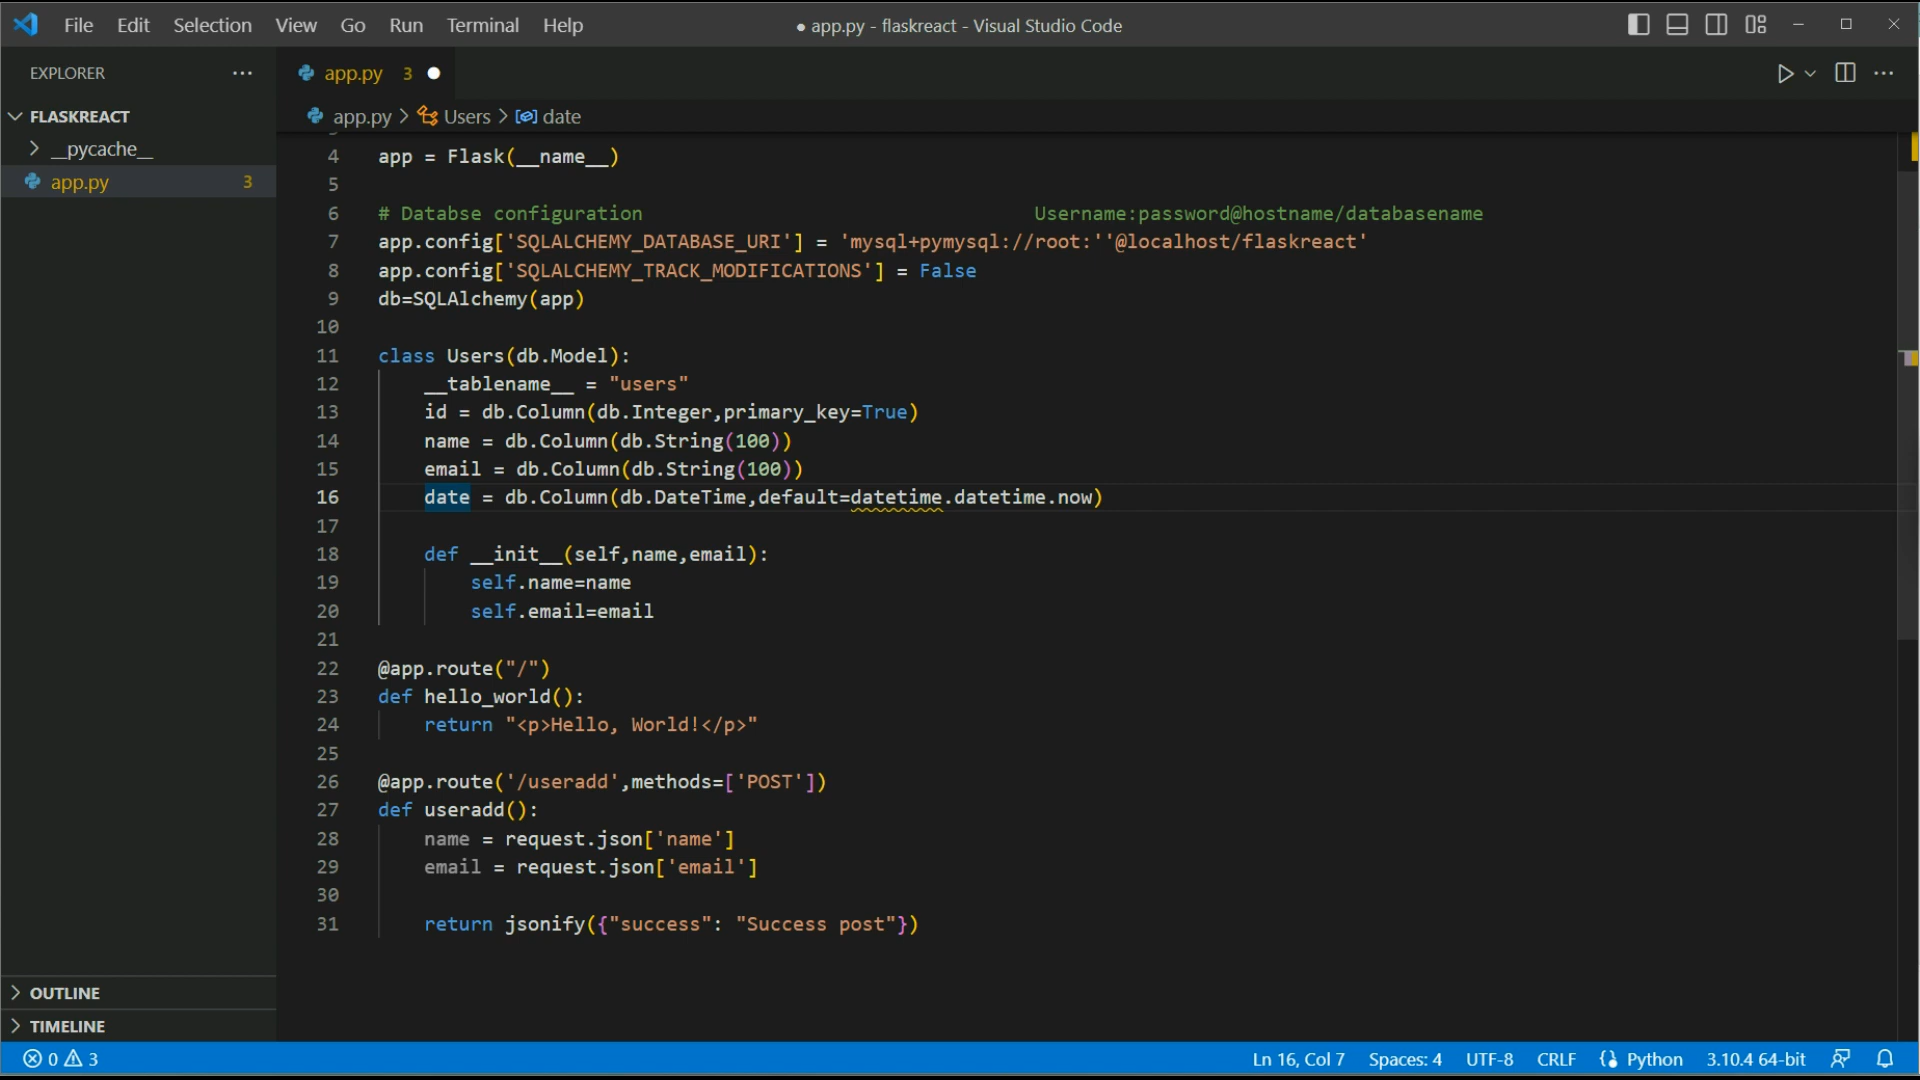 File Edit Selection View Go Run Terminal Help
● app.py - flaskreact - Visual Studio Code
EXPLORER
app.py 3
FLASKREACT
__pycache__
app.py 3
app.py > Users > date
4 app = Flask(__name__)
5
6 # Databse configuration                                  Username:password@hostname/databasename
7 app.config['SQLALCHEMY_DATABASE_URI'] = 'mysql+pymysql://root:''@localhost/flaskreact'
8 app.config['SQLALCHEMY_TRACK_MODIFICATIONS'] = False
9 db=SQLAlchemy(app)
10
11 class Users(db.Model):
12     __tablename__ = "users"
13     id = db.Column(db.Integer,primary_key=True)
14     name = db.Column(db.String(100))
15     email = db.Column(db.String(100))
16     date = db.Column(db.DateTime,default=datetime.datetime.now)
17
18     def __init__(self,name,email):
19         self.name=name
20         self.email=email
21
22 @app.route("/")
23 def hello_world():
24     return "<p>Hello, World!</p>"
25
26 @app.route('/useradd',methods=['POST'])
27 def useradd():
28     name = request.json['name']
29     email = request.json['email']
30
31     return jsonify({"success": "Success post"})
OUTLINE
TIMELINE
0 3
Ln 16, Col 7 Spaces: 4 UTF-8 CRLF Python 3.10.4 64-bit